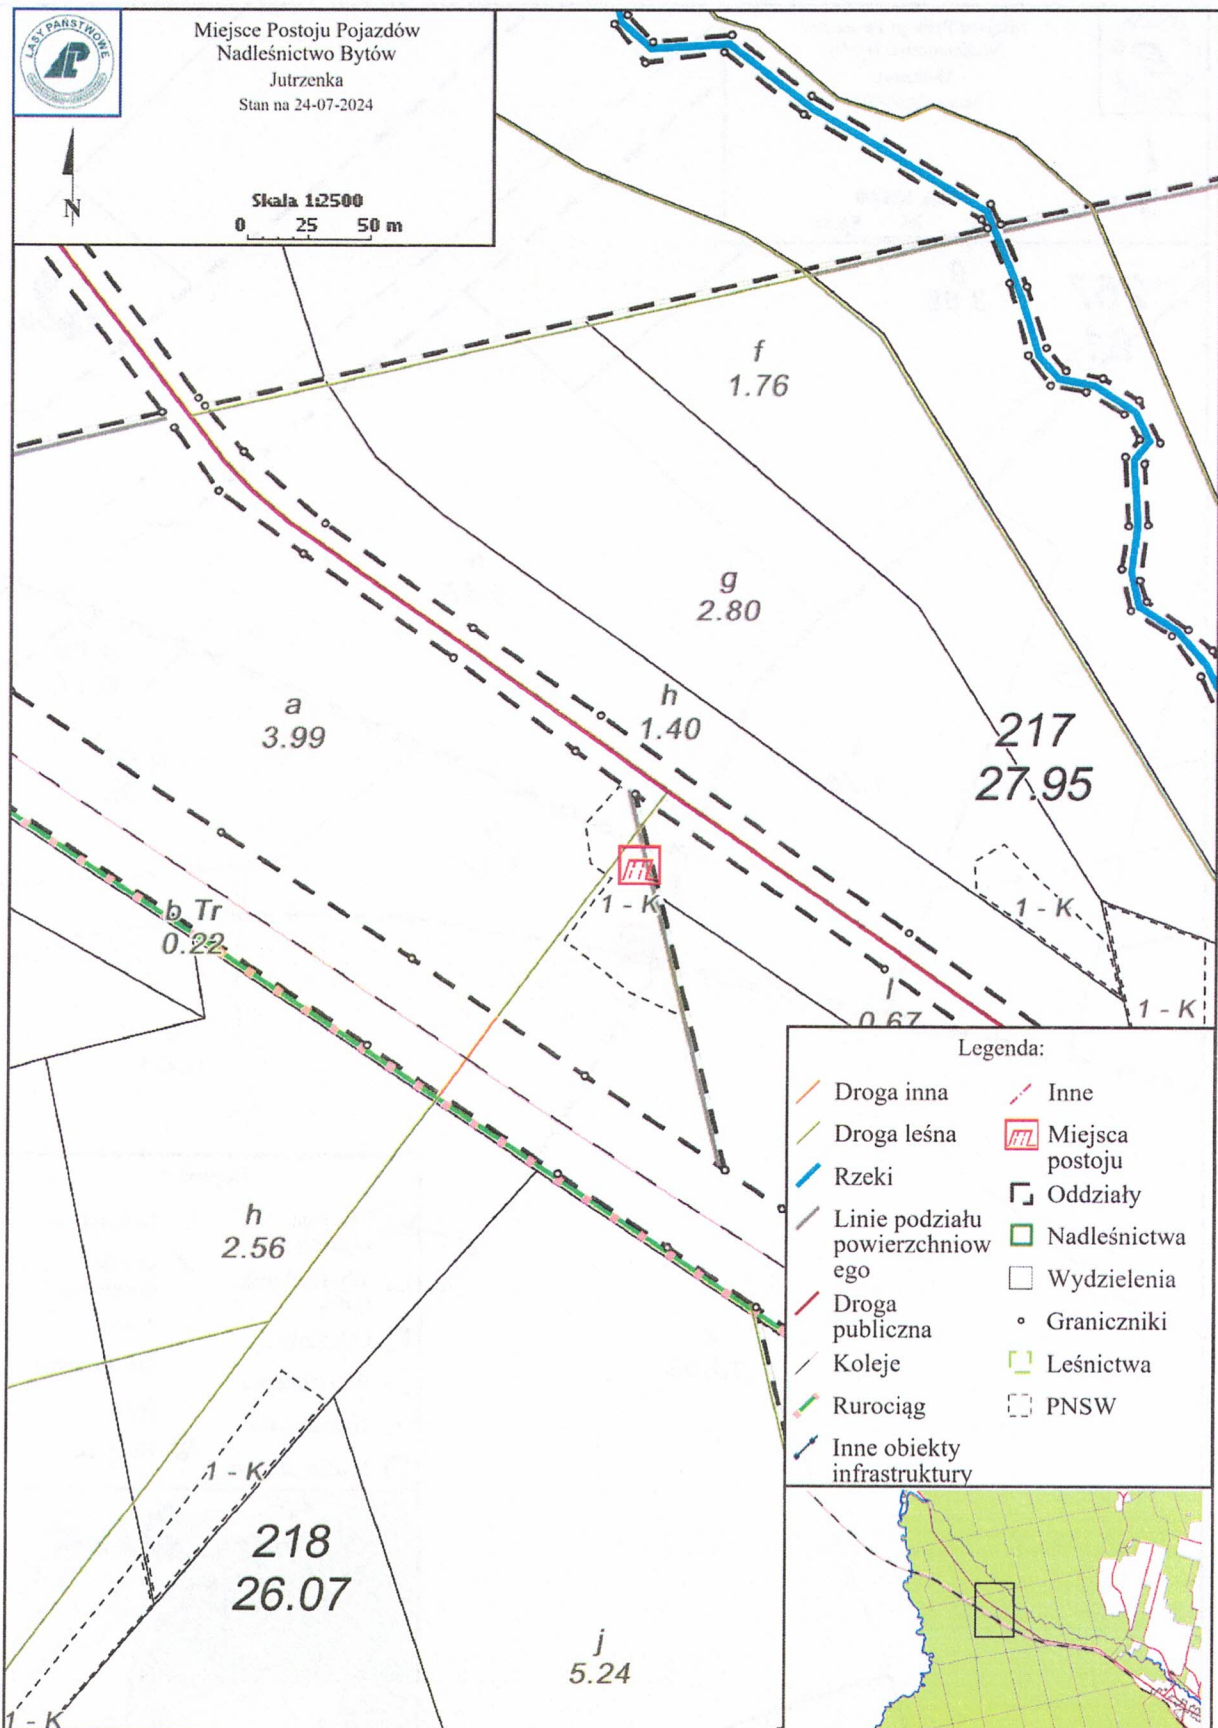 LASY PAŃSTWOWE
Miejsce Postoju Pojazdów
Nadleśnictwo Bytów
Jutrzenka
Stan na 24-07-2024
N
Skala 1:2500
0 25 50 m
f
1.76
g
2.80
a
3.99
h
1.40
217
27.95
1 - K
1 - K
b Tr
0.22
l
0.67
1 - K
h
2.56
1 - K
218
26.07
j
5.24
1 - K
Legenda:
Droga inna
Droga leśna
Rzeki
Linie podziału
powierzchniow
ego
Droga
publiczna
Koleje
Rurociąg
Inne obiekty
infrastruktury
Inne
Miejsca
postoju
Oddziały
Nadleśnictwa
Wydzielenia
Graniczniki
Leśnictwa
PNSW